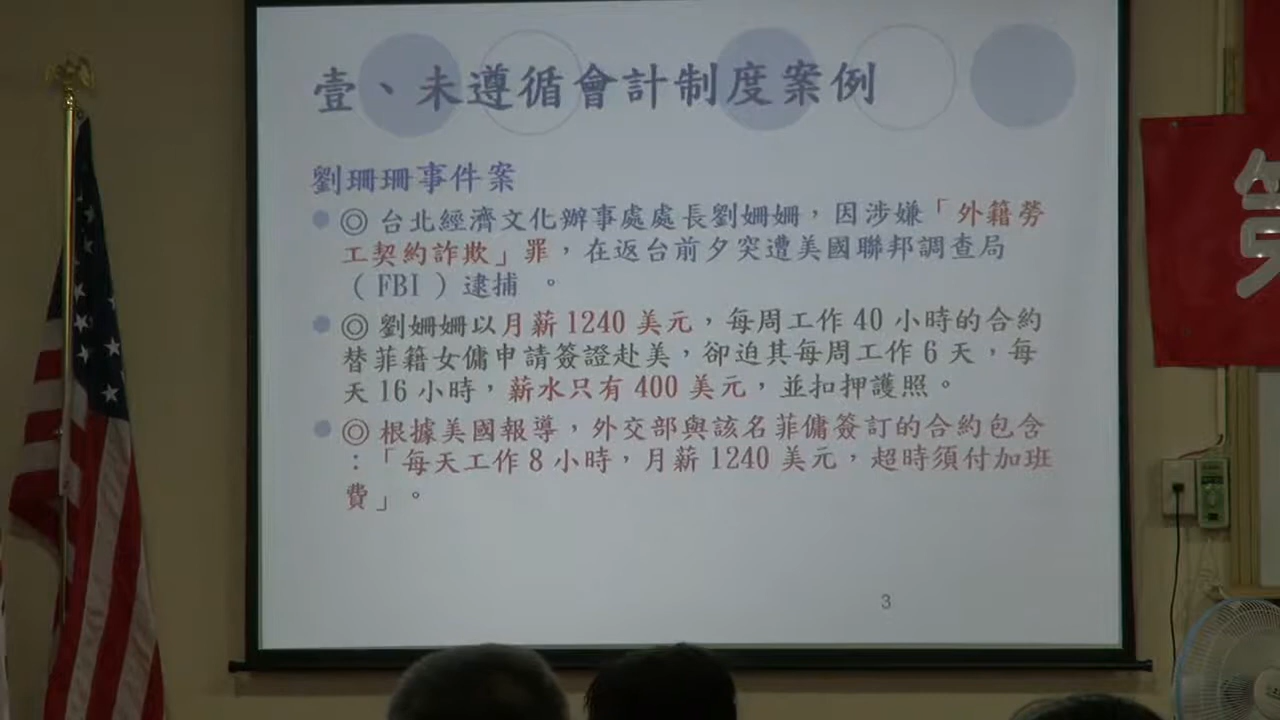 壹、未遵循會計制度案例
劉珊珊事件案
◎ 台北經濟文化辦事處處長劉姍姍，因涉嫌「外籍勞
工契約詐欺」罪，在返台前夕突遭美國聯邦調查局
（FBI）逮捕 。
◎ 劉姍姍以月薪 1240 美元，每周工作 40 小時的合約
替菲籍女傭申請簽證赴美，卻迫其每周工作 6 天，每
天 16 小時，薪水只有 400 美元，並扣押護照。
◎ 根據美國報導，外交部與該名菲傭簽訂的合約包含
：「每天工作 8 小時，月薪 1240 美元，超時須付加班
費」。
3